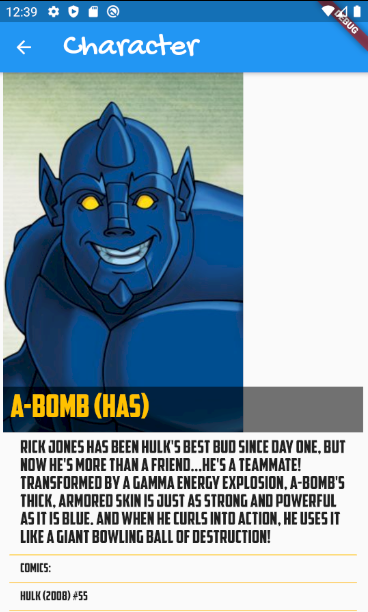 12:39
DEBUG
Character
A-BOMB (HAS)
RICK JONES HAS BEEN HULK'S BEST BUD SINCE DAY ONE, BUT
NOW HE'S MORE THAN A FRIEND...HE'S A TEAMMATE!
TRANSFORMED BY A GAMMA ENERGY EXPLOSION, A-BOMB'S
THICK, ARMORED SKIN IS JUST AS STRONG AND POWERFUL
AS IT IS BLUE. AND WHEN HE CURLS INTO ACTION, HE USES IT
LIKE A GIANT BOWLING BALL OF DESTRUCTION!
COMICS:
HULK (2008) #55